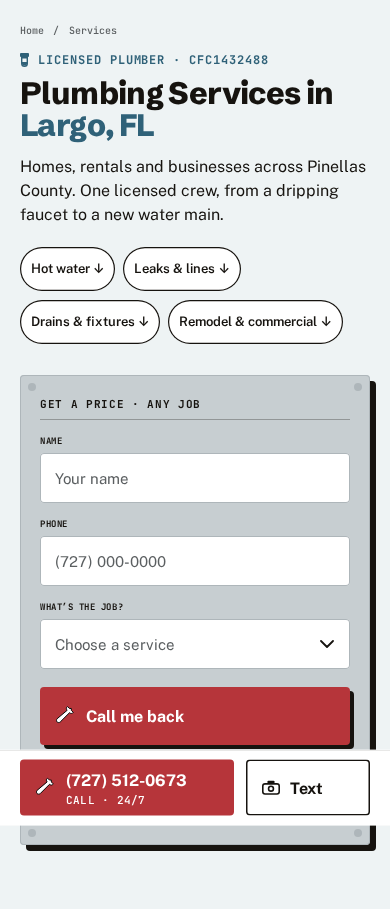 Home / Services
LICENSED PLUMBER · CFC1432488
Plumbing Services in
Largo, FL
Homes, rentals and businesses across Pinellas
County. One licensed crew, from a dripping
faucet to a new water main.
Hot water ↓ Leaks & lines ↓
Drains & fixtures ↓ Remodel & commercial ↓
GET A PRICE · ANY JOB
NAME
Your name
PHONE
(727) 000-0000
WHAT'S THE JOB?
Choose a service
Call me back
(727) 512-0673
CALL · 24/7
Text